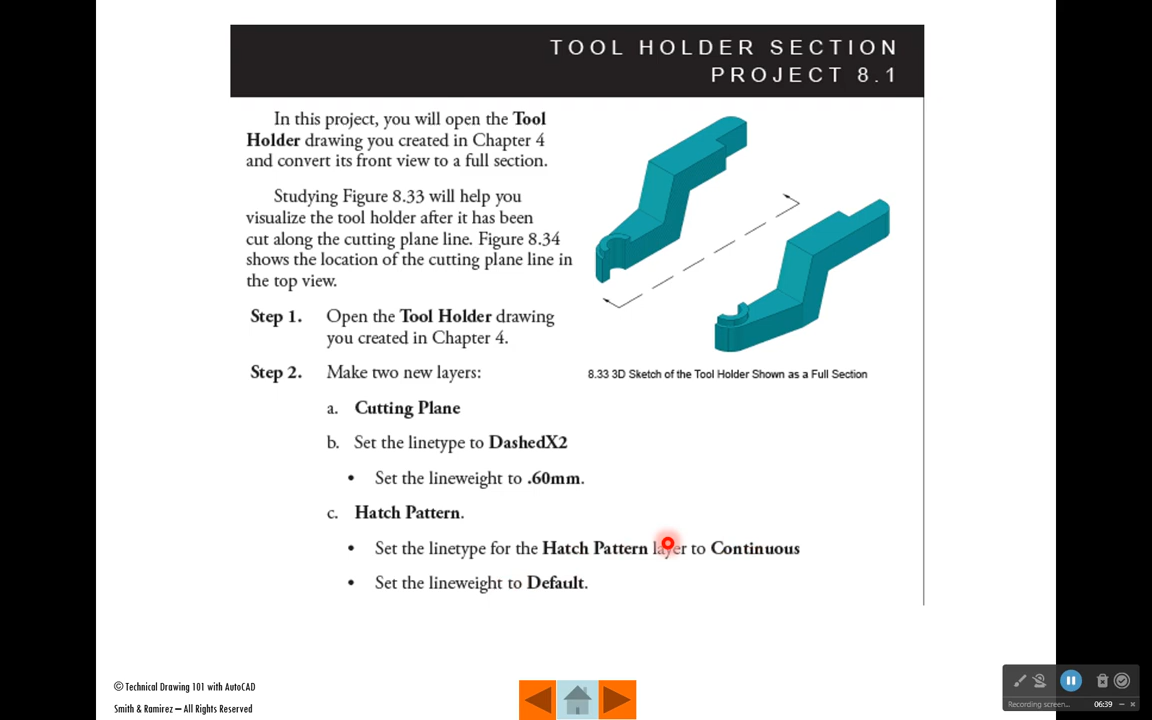 TOOL HOLDER SECTION
PROJECT 8.1
In this project, you will open the Tool
Holder drawing you created in Chapter 4
and convert its front view to a full section.
Studying Figure 8.33 will help you
visualize the tool holder after it has been
cut along the cutting plane line. Figure 8.34
shows the location of the cutting plane line in
the top view.
Step 1. Open the Tool Holder drawing
you created in Chapter 4.
Step 2. Make two new layers:
8.33 3D Sketch of the Tool Holder Shown as a Full Section
a. Cutting Plane
b. Set the linetype to DashedX2
• Set the lineweight to .60mm.
c. Hatch Pattern.
• Set the linetype for the Hatch Pattern layer to Continuous
• Set the lineweight to Default.
© Technical Drawing 101 with AutoCAD
Smith & Ramirez – All Rights Reserved
Recording screen... 06:39